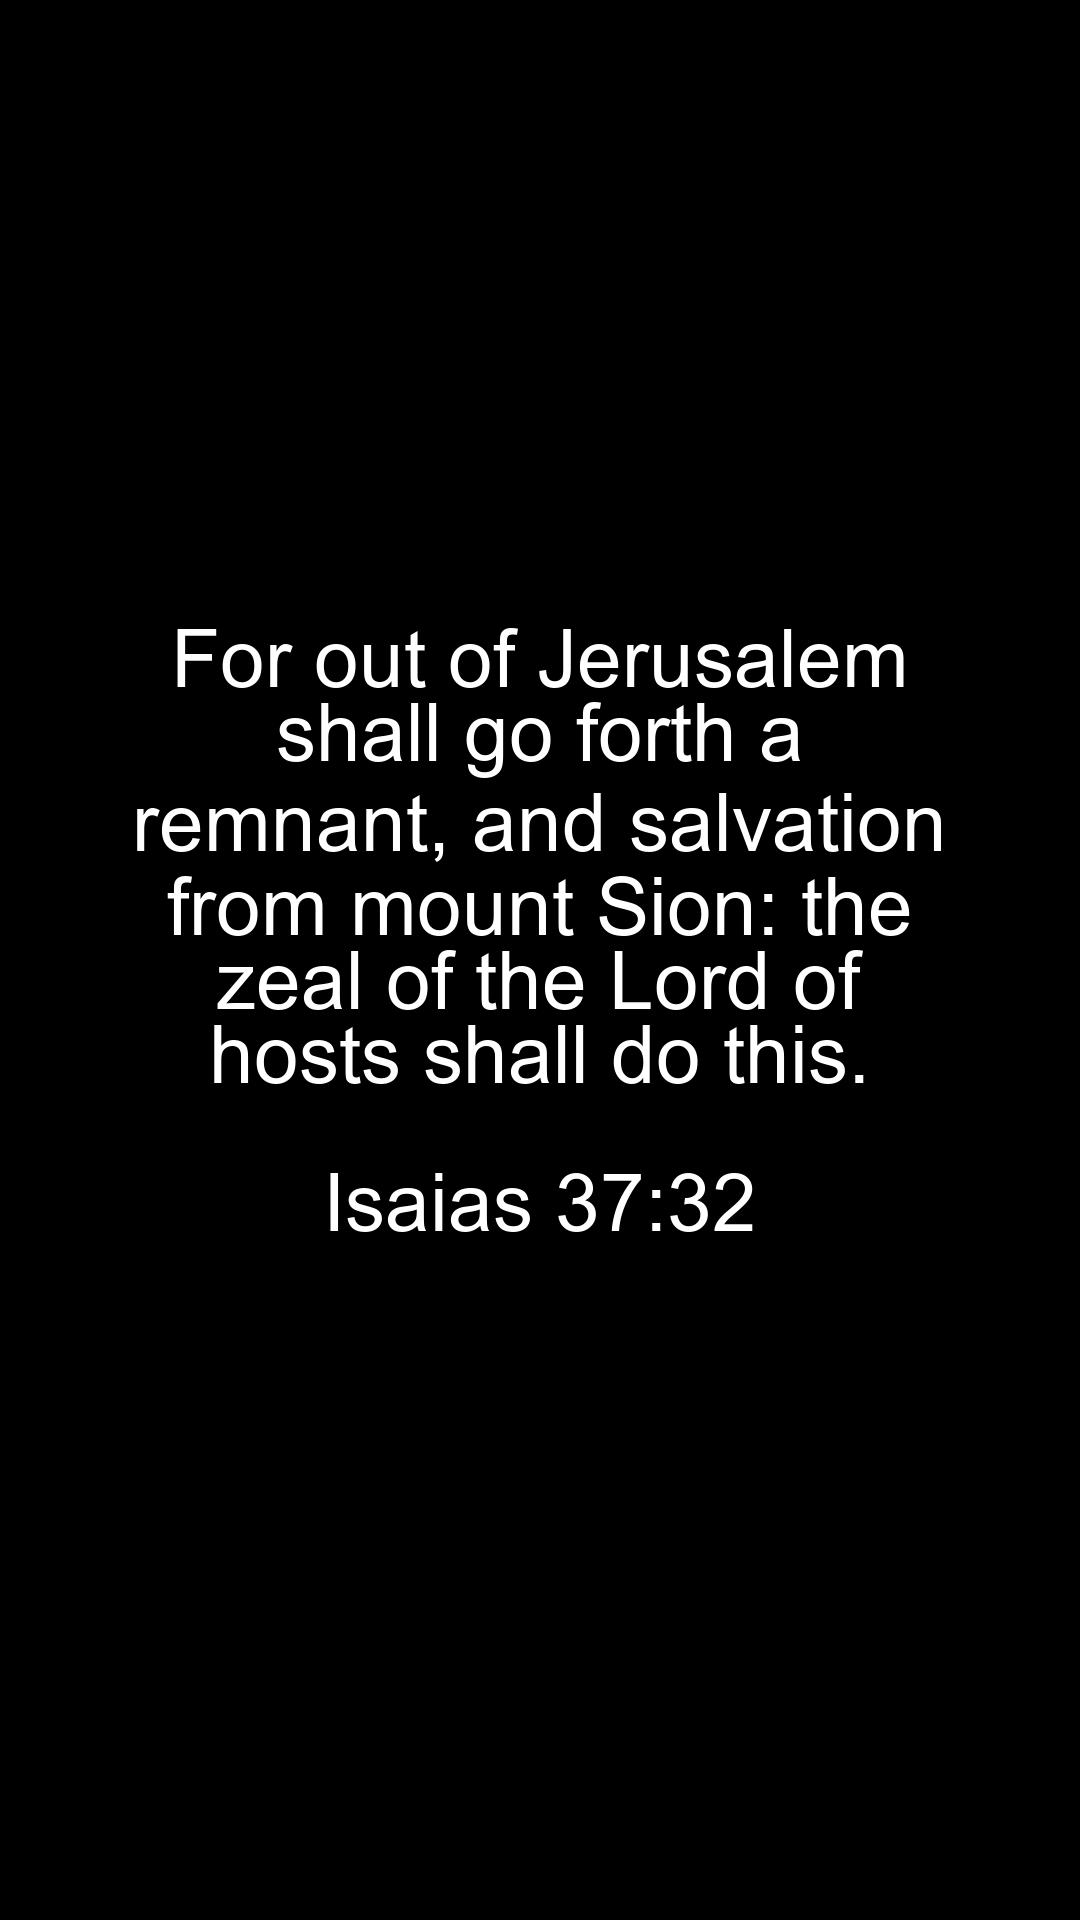 For out of Jerusalem
shall go forth a
remnant, and salvation
from mount Sion: the
zeal of the Lord of
hosts shall do this.
Isaias 37:32